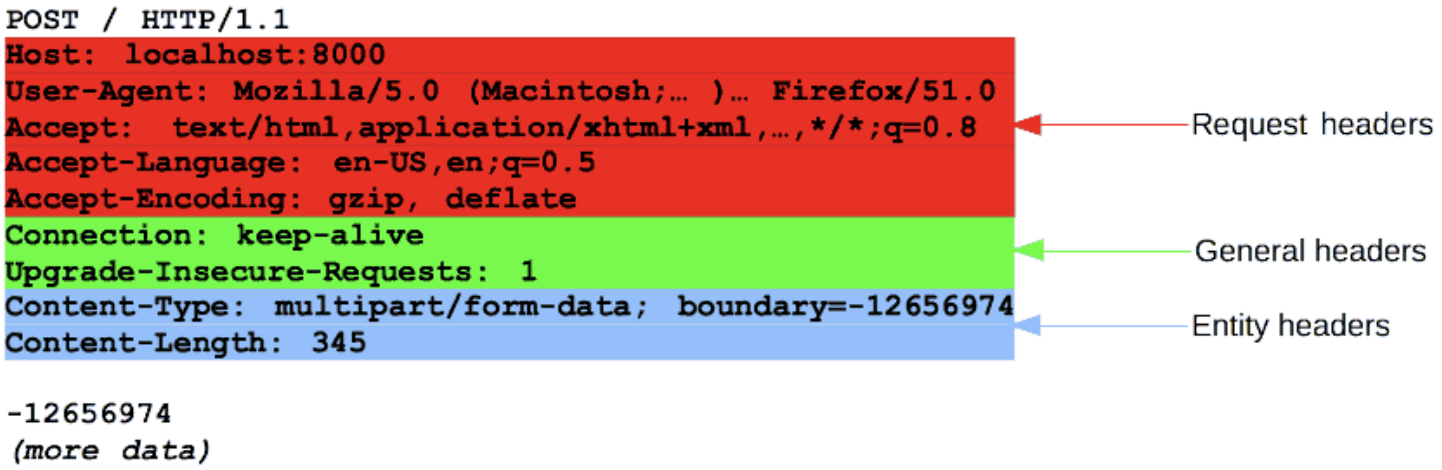 POST / HTTP/1.1
Host: localhost:8000
User-Agent: Mozilla/5.0 (Macintosh;… )… Firefox/51.0
Accept: text/html,application/xhtml+xml,…,*/*;q=0.8
Request headers
Accept-Language: en-US,en;q=0.5
Accept-Encoding: gzip, deflate
Connection: keep-alive
General headers
Upgrade-Insecure-Requests: 1
Content-Type: multipart/form-data; boundary=-12656974
Entity headers
Content-Length: 345
-12656974
(more data)